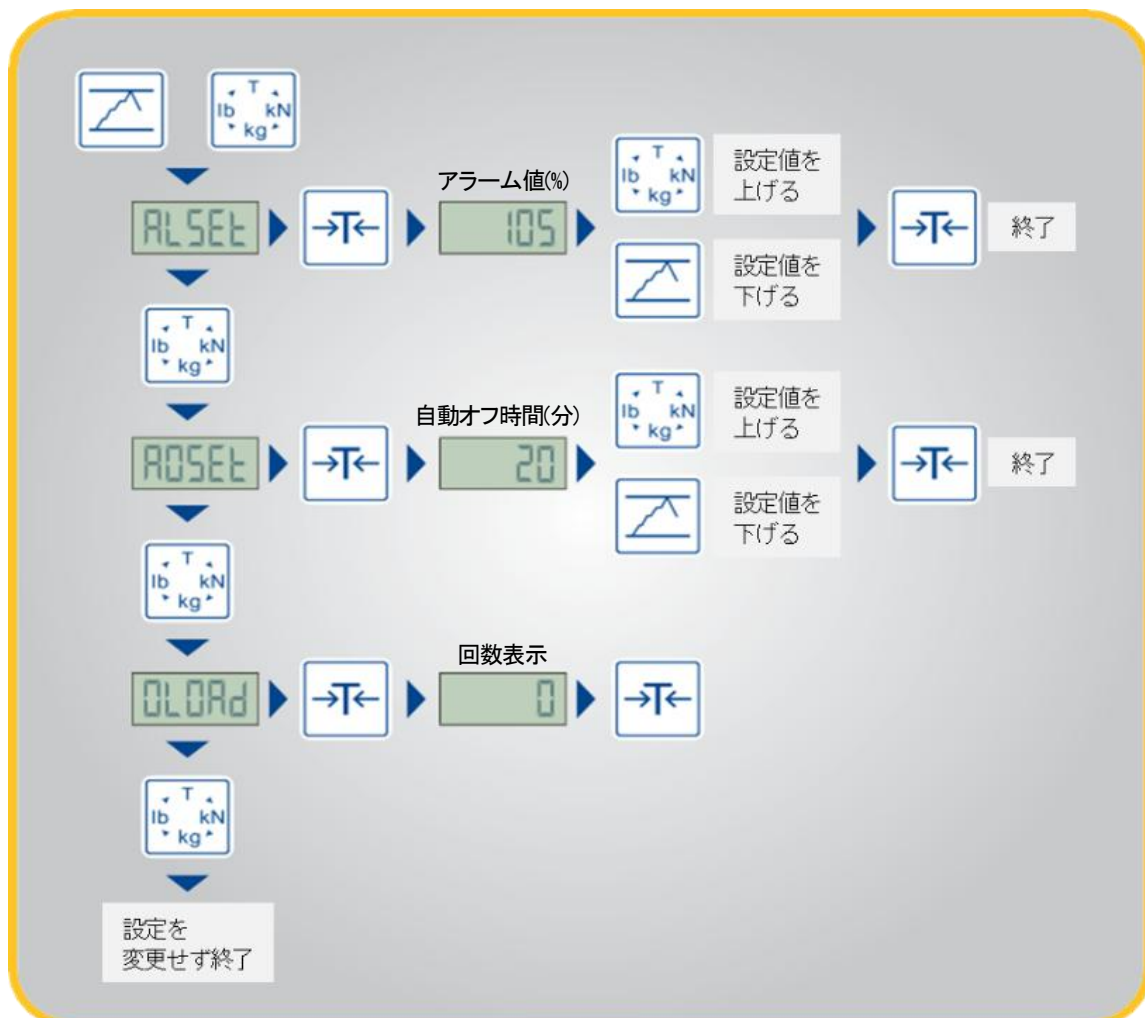 T
lb kN
kg
アラーム値(%)
ALSEt
→T←
105
T
lb kN
kg
設定値を
上げる
設定値を
下げる
→T←
終了
T
lb kN
kg
自動オフ時間(分)
AOSEt
→T←
20
T
lb kN
kg
設定値を
上げる
設定値を
下げる
→T←
終了
T
lb kN
kg
回数表示
OLOAd
→T←
0
→T←
T
lb kN
kg
設定を
変更せず終了